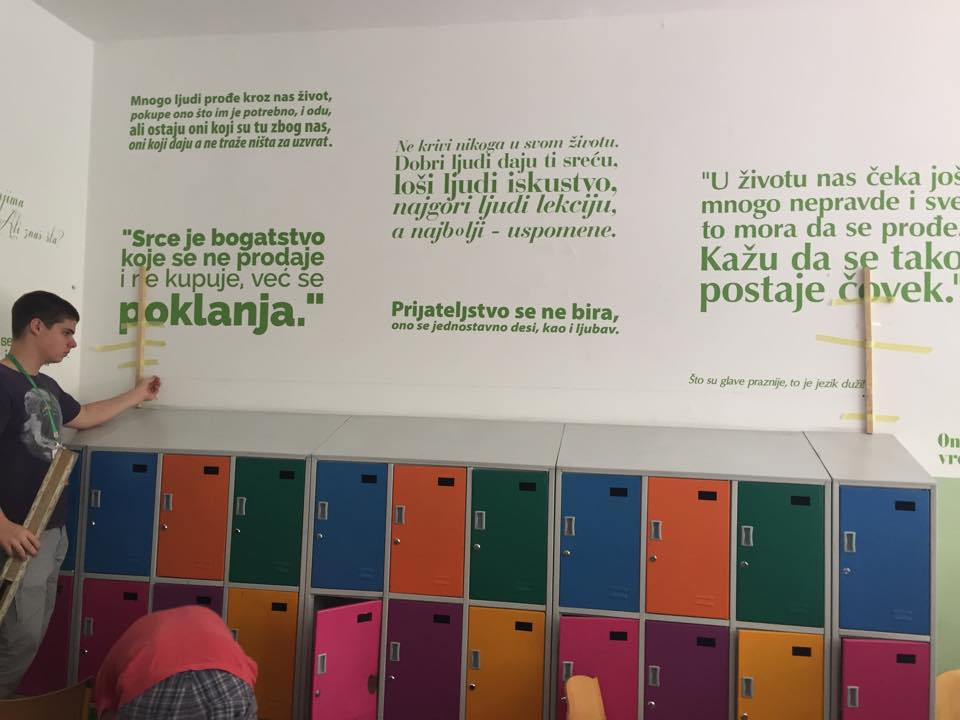 Mnogo ljudi prođe kroz nas život,
pokupe ono što im je potrebno, i odu,
ali ostaju oni koji su tu zbog nas,
oni koji daju a ne traže ništa za uzvrat.
"Srce je bogatstvo
koje se ne prodaje
i ne kupuje, već se
poklanja."
Ne krivi nikoga u svom životu.
Dobri ljudi daju ti sreću,
loši ljudi iskustvo,
najgori ljudi lekciju,
a najbolji - uspomene.
Prijateljstvo se ne bira,
ono se jednostavno desi, kao i ljubav.
"U životu nas čeka još
mnogo nepravde i sve
to mora da se prođe.
Kažu da se tako
postaje čovek."
Što su glave praznije, to je jezik duži!
Ali znaš šta?
On